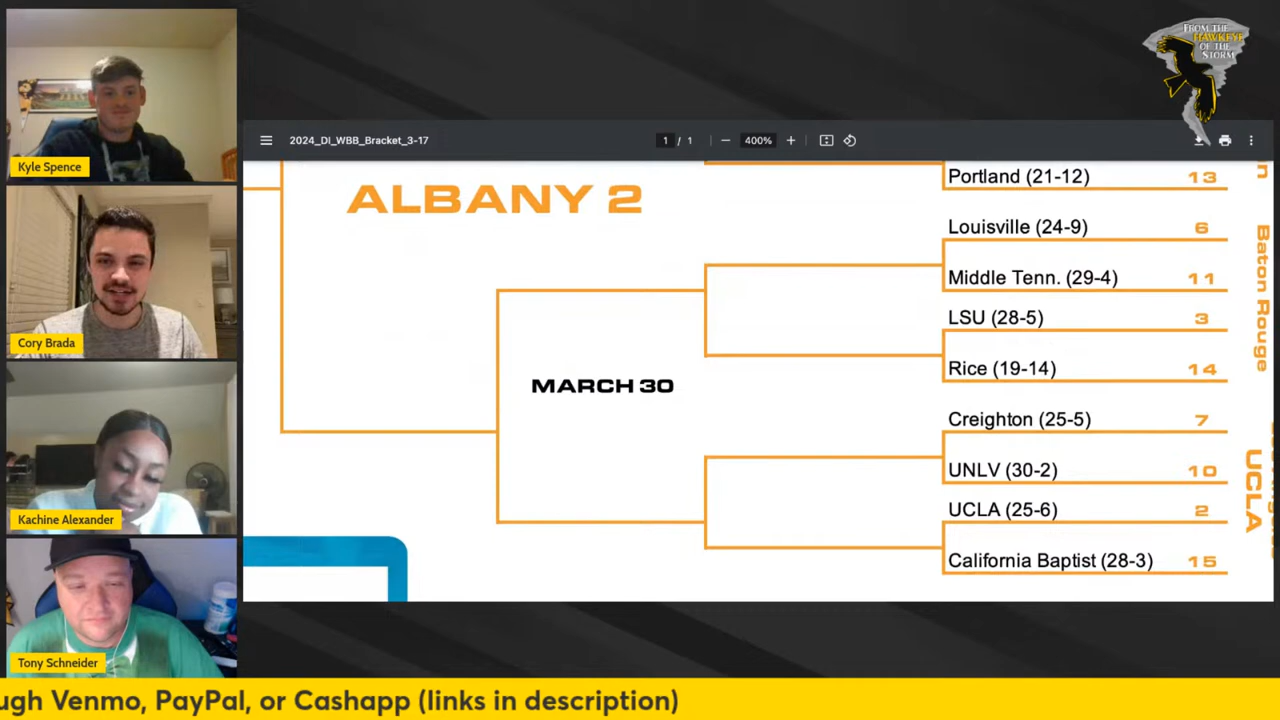 FROM THE
HAWKEYE
OF THE
STORM
2024_DI_WBB_Bracket_3-17
1 / 1
400%
ALBANY 2
Portland (21-12) 13
Louisville (24-9) 6
Middle Tenn. (29-4) 11
LSU (28-5) 3
Rice (19-14) 14
Baton Rouge
MARCH 30
Creighton (25-5) 7
UNLV (30-2) 10
UCLA (25-6) 2
California Baptist (28-3) 15
UCLA
Kyle Spence
Cory Brada
Kachine Alexander
Tony Schneider
ugh Venmo, PayPal, or Cashapp (links in description)